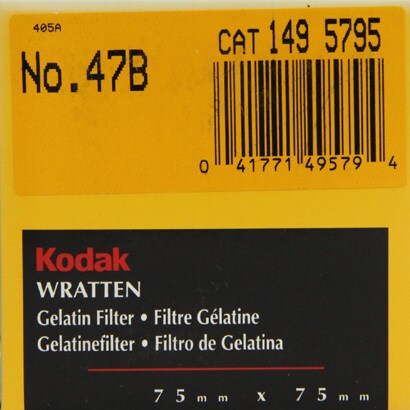 405A
No.47B
CAT 149 5795
0 41771 49579 4
Kodak
WRATTEN
Gelatin Filter • Filtre Gélatine
Gelatinefilter • Filtro de Gelatina
75mm x 75mm